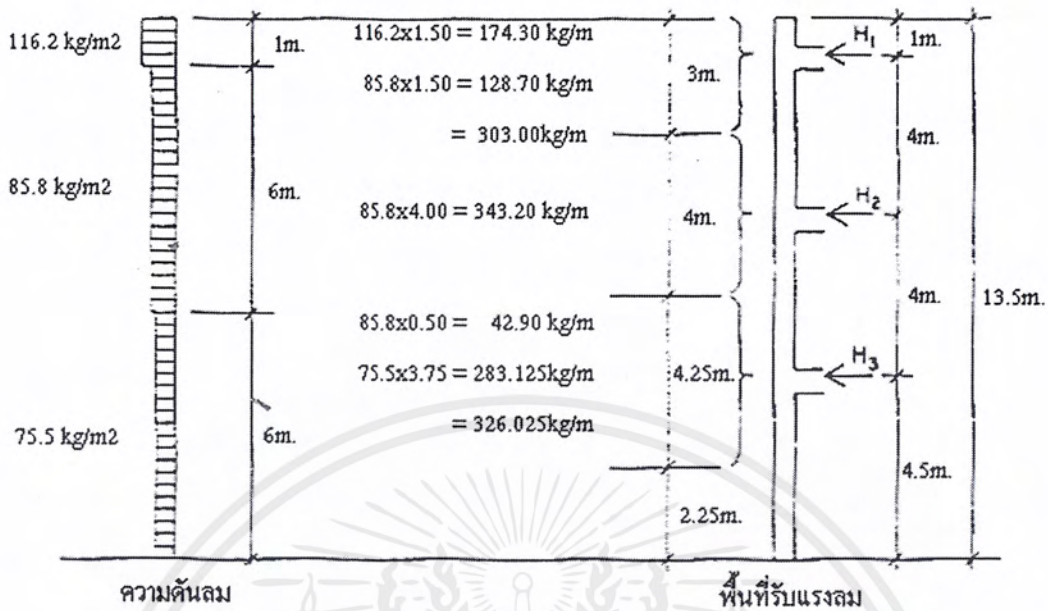 116.2 kg/m2
1m.
116.2x1.50 = 174.30 kg/m
85.8x1.50 = 128.70 kg/m
= 303.00kg/m
3m.
H1
1m.
4m.
85.8 kg/m2
6m.
85.8x4.00 = 343.20 kg/m
4m.
H2
4m.
13.5m.
85.8x0.50 = 42.90 kg/m
75.5x3.75 = 283.125kg/m
= 326.025kg/m
4.25m.
H3
75.5 kg/m2
6m.
2.25m.
4.5m.
ความดันลม
พื้นที่รับแรงลม